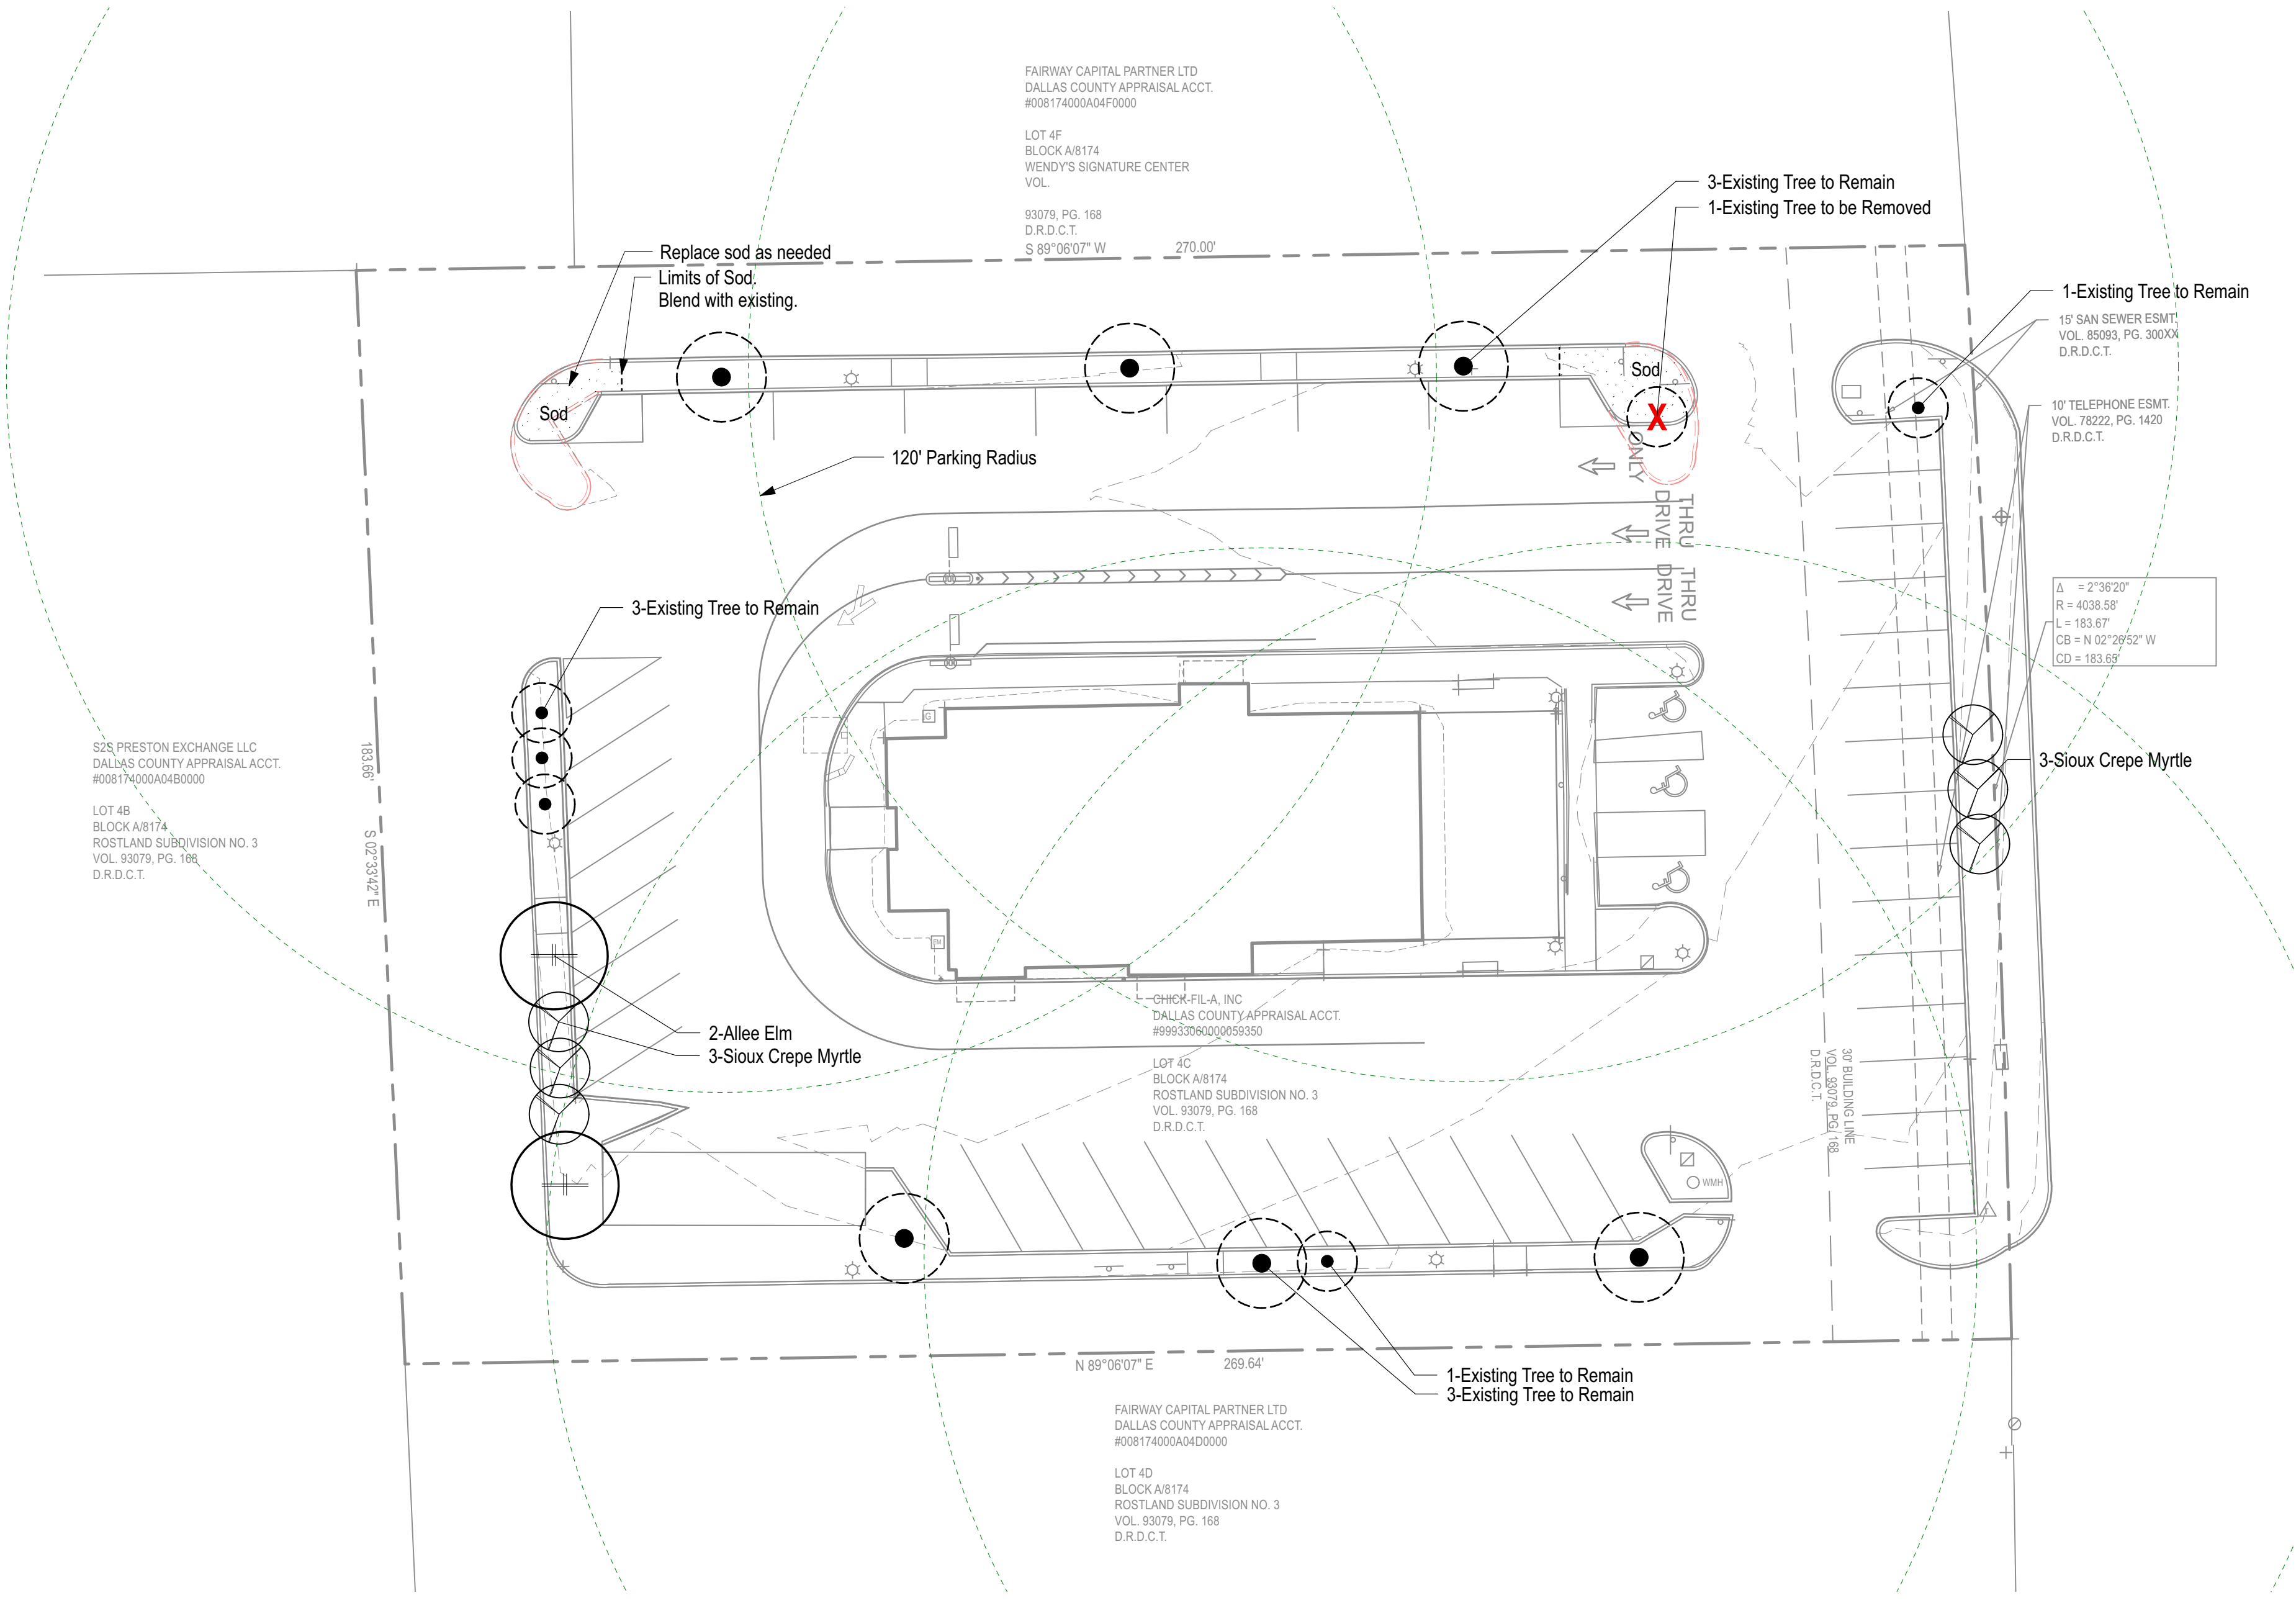 FAIRWAY CAPITAL PARTNER LTD
DALLAS COUNTY APPRAISAL ACCT.
#008174000A04F0000
LOT 4F
BLOCK A/8174
WENDY'S SIGNATURE CENTER
VOL.
93079, PG. 168
D.R.D.C.T.
S 89°06'07" W 270.00'
3-Existing Tree to Remain
1-Existing Tree to be Removed
Replace sod as needed
Limits of Sod.
Blend with existing.
1-Existing Tree to Remain
15' SAN SEWER ESMT.
VOL. 85093, PG. 300XX
D.R.D.C.T.
Sod
Sod
X
10' TELEPHONE ESMT.
VOL. 78222, PG. 1420
D.R.D.C.T.
120' Parking Radius
ONLY
THRU
DRIVE
THRU
DRIVE
Δ = 2°36'20"
R = 4038.58'
L = 183.67'
CB = N 02°26'52" W
CD = 183.65'
3-Existing Tree to Remain
G
S2S PRESTON EXCHANGE LLC
DALLAS COUNTY APPRAISAL ACCT.
#008174000A04B0000
LOT 4B
BLOCK A/8174
ROSTLAND SUBDIVISION NO. 3
VOL. 93079, PG. 168
D.R.D.C.T.
183.66'
S 02°33'42" E
3-Sioux Crepe Myrtle
EM
2-Allee Elm
3-Sioux Crepe Myrtle
CHICK-FIL-A, INC
DALLAS COUNTY APPRAISAL ACCT.
#99933060000059350
LOT 4C
BLOCK A/8174
ROSTLAND SUBDIVISION NO. 3
VOL. 93079, PG. 168
D.R.D.C.T.
30' BUILDING LINE
VOL. 93079, PG. 168
D.R.D.C.T.
WMH
N 89°06'07" E 269.64'
1-Existing Tree to Remain
3-Existing Tree to Remain
FAIRWAY CAPITAL PARTNER LTD
DALLAS COUNTY APPRAISAL ACCT.
#008174000A04D0000
LOT 4D
BLOCK A/8174
ROSTLAND SUBDIVISION NO. 3
VOL. 93079, PG. 168
D.R.D.C.T.